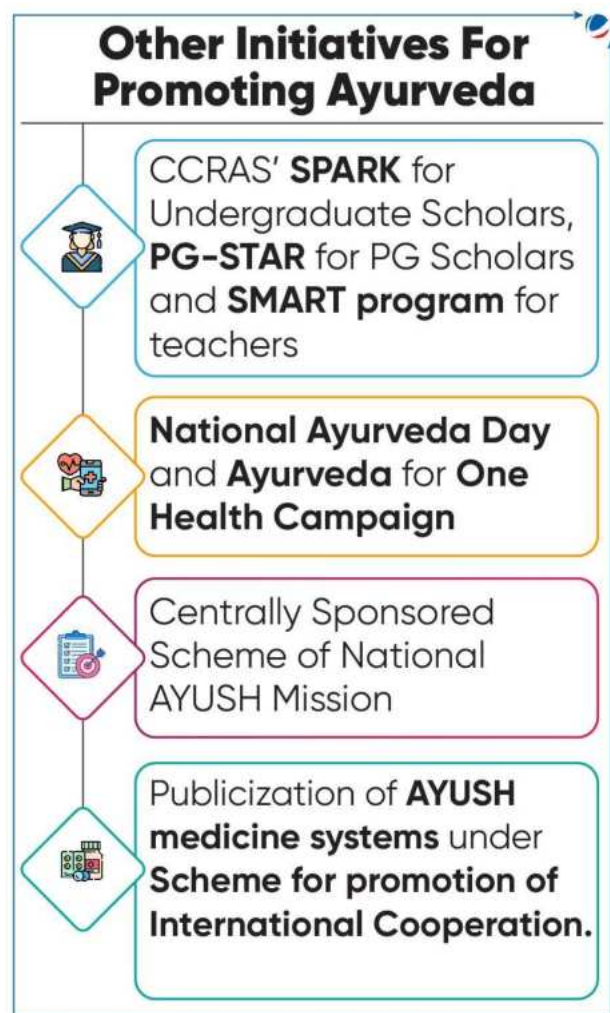 Other Initiatives For
Promoting Ayurveda
CCRAS’ SPARK for
Undergraduate Scholars,
PG-STAR for PG Scholars
and SMART program for
teachers
National Ayurveda Day
and Ayurveda for One
Health Campaign
Centrally Sponsored
Scheme of National
AYUSH Mission
Publicization of AYUSH
medicine systems under
Scheme for promotion of
International Cooperation.